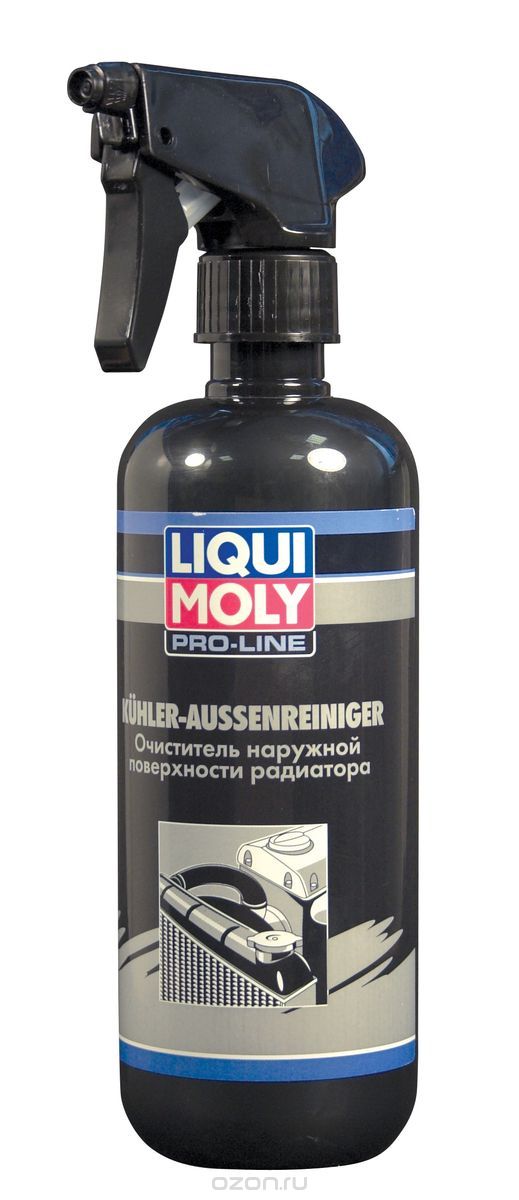 LIQUI
MOLY
PRO-LINE
KÜHLER-AUSSENREINIGER
Очиститель наружной
поверхности радиатора
ozon.ru